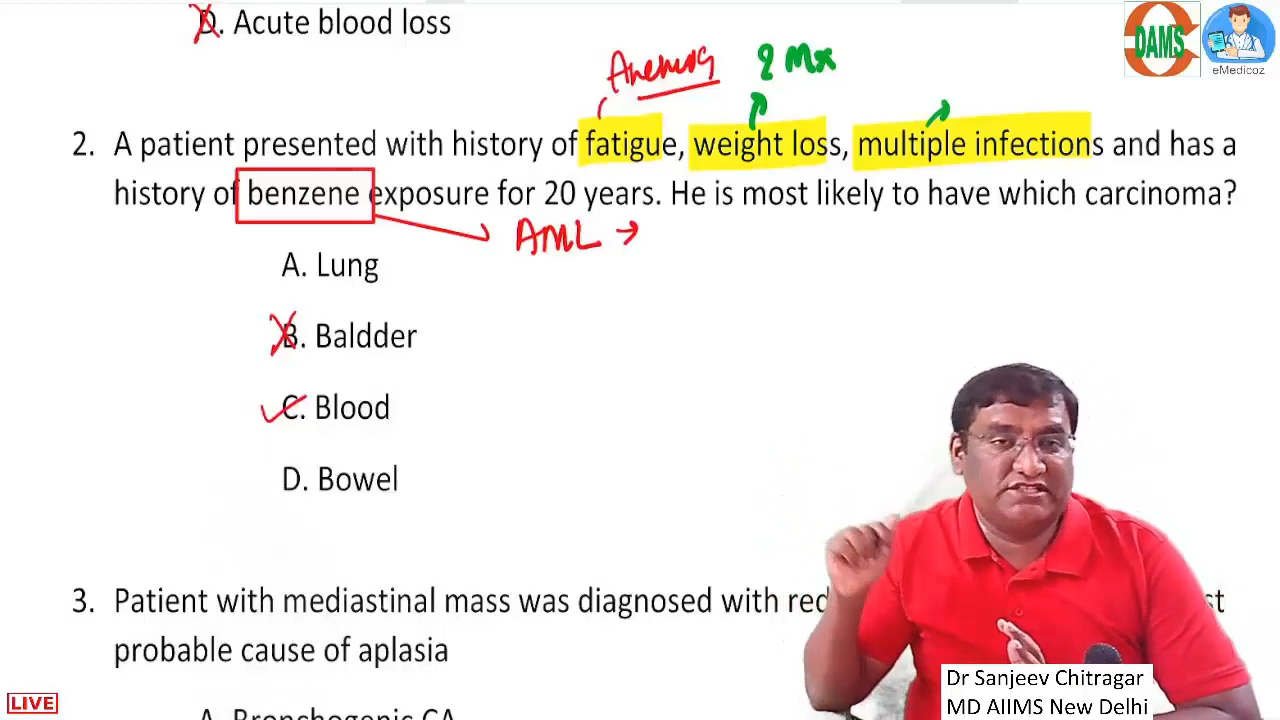 D. Acute blood loss
DAMS
eMedicoz
Anemia
? Mx
2. A patient presented with history of fatigue, weight loss, multiple infections and has a
history of benzene exposure for 20 years. He is most likely to have which carcinoma?
AML →
A. Lung
B. Baldder
C. Blood
D. Bowel
3. Patient with mediastinal mass was diagnosed with red
st
probable cause of aplasia
A. Bronchogenic CA
Dr Sanjeev Chitragar
MD AIIMS New Delhi
LIVE